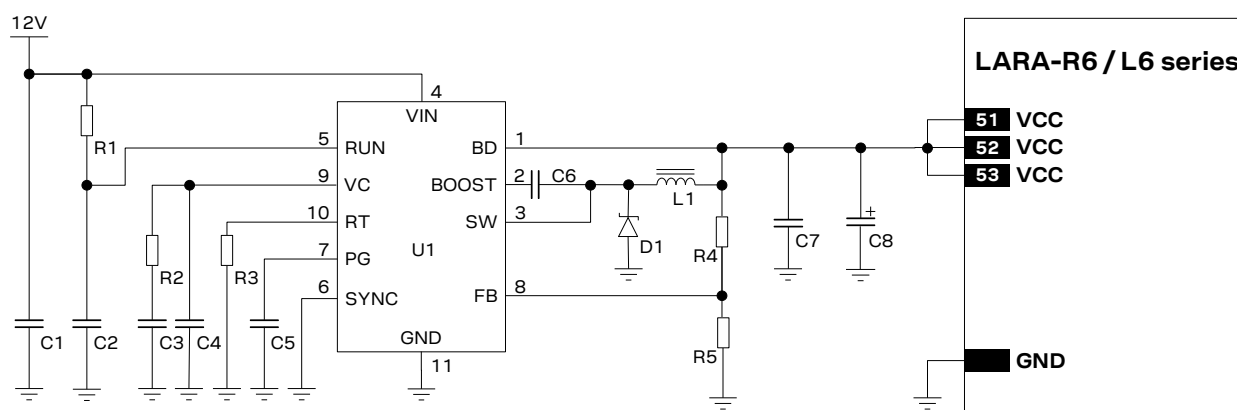 12V
LARA-R6 / L6 series
4
VIN
51 VCC
R1
5 RUN BD 1
52 VCC
9 VC BOOST 2 C6
53 VCC
L1
10 RT SW 3
R2 R3
7 PG U1
D1 R4 C7 C8
6 SYNC FB 8
C1 C2 C3 C4 C5
GND
R5
11
GND